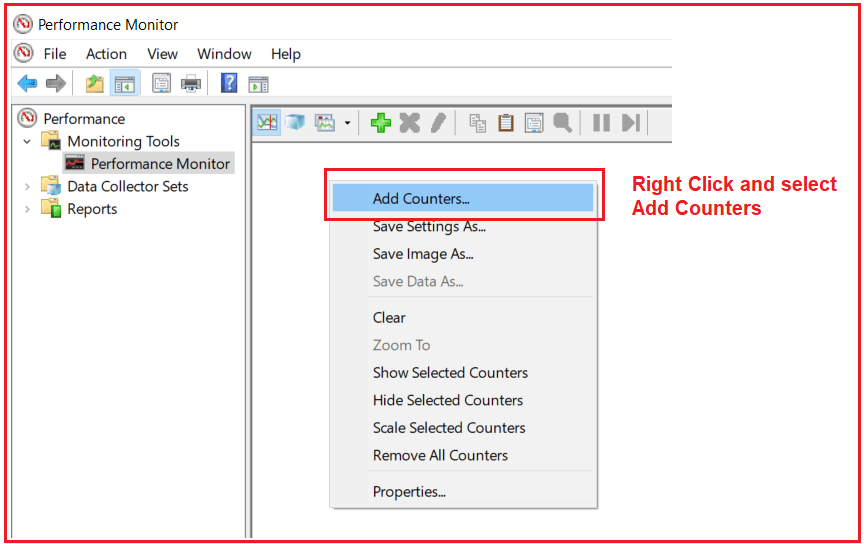 Performance Monitor
File Action View Window Help
Performance
Monitoring Tools
Performance Monitor
Data Collector Sets
Reports
Add Counters...
Save Settings As...
Save Image As...
Save Data As...
Clear
Zoom To
Show Selected Counters
Hide Selected Counters
Scale Selected Counters
Remove All Counters
Properties...
Right Click and select
Add Counters